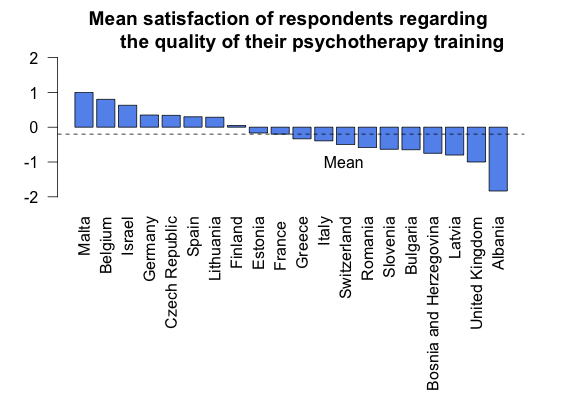 Mean satisfaction of respondents regarding
the quality of their psychotherapy training
2
1
0
-1
-2
Mean
Malta
Belgium
Israel
Germany
Czech Republic
Spain
Lithuania
Finland
Estonia
France
Greece
Italy
Switzerland
Romania
Slovenia
Bulgaria
Bosnia and Herzegovina
Latvia
United Kingdom
Albania